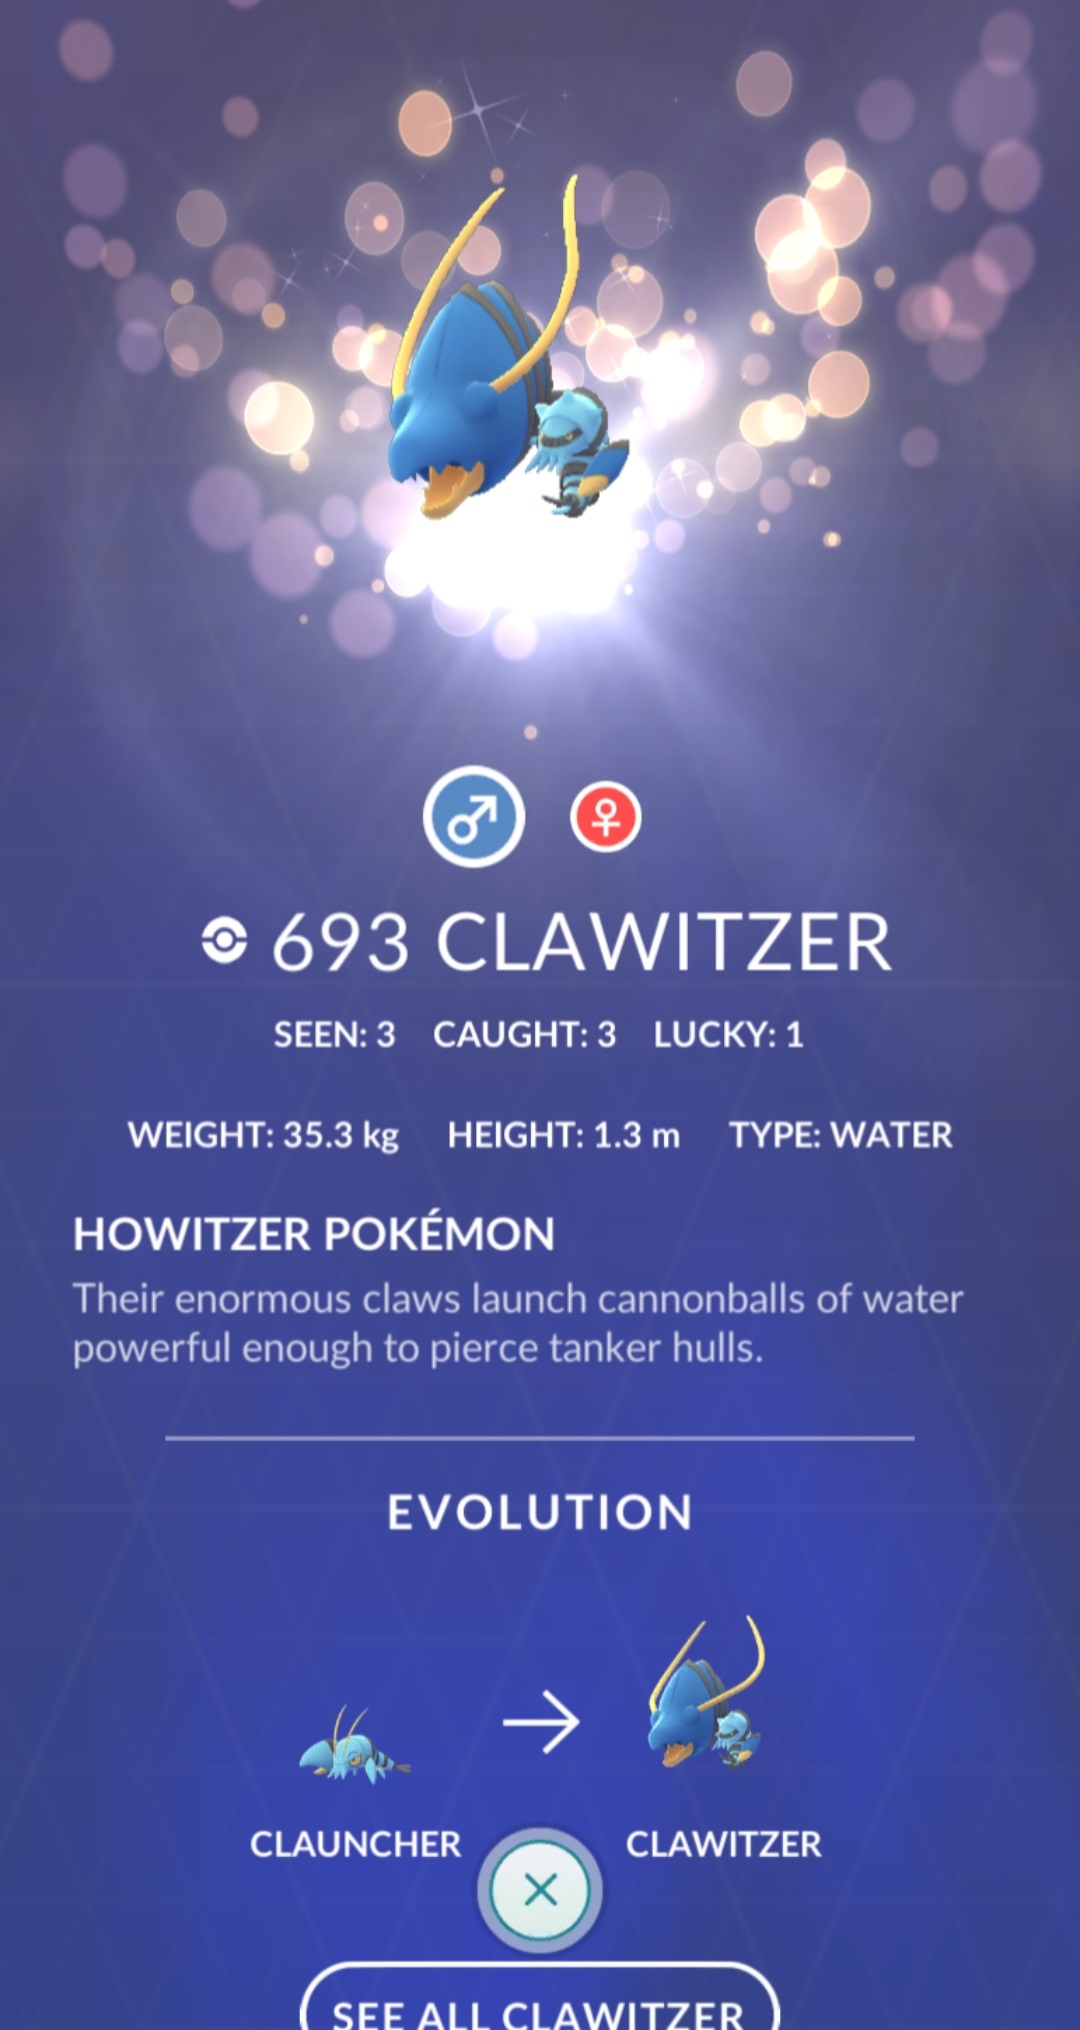 693 CLAWITZER
SEEN: 3 CAUGHT: 3 LUCKY: 1
WEIGHT: 35.3 kg HEIGHT: 1.3 m TYPE: WATER
HOWITZER POKÉMON
Their enormous claws launch cannonballs of water
powerful enough to pierce tanker hulls.
EVOLUTION
CLAUNCHER CLAWITZER
SEE ALL CLAWITZER